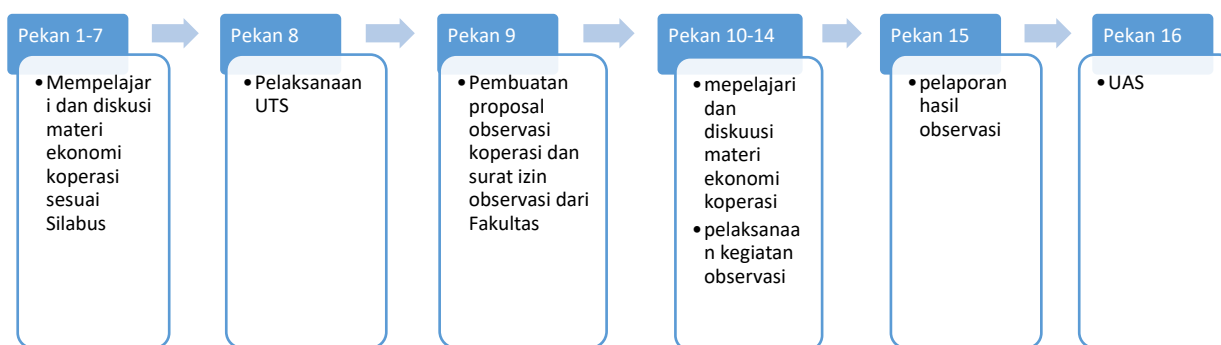 Pekan 1-7
•Mempelajar
i dan diskusi
materi
ekonomi
koperasi
sesuai
Silabus
Pekan 8
•Pelaksanaan
UTS
Pekan 9
•Pembuatan
proposal
observasi
koperasi dan
surat izin
observasi dari
Fakultas
Pekan 10-14
•mepelajari
dan
diskuusi
materi
ekonomi
koperasi
•pelaksanaa
n kegiatan
observasi
Pekan 15
•pelaporan
hasil
observasi
Pekan 16
•UAS